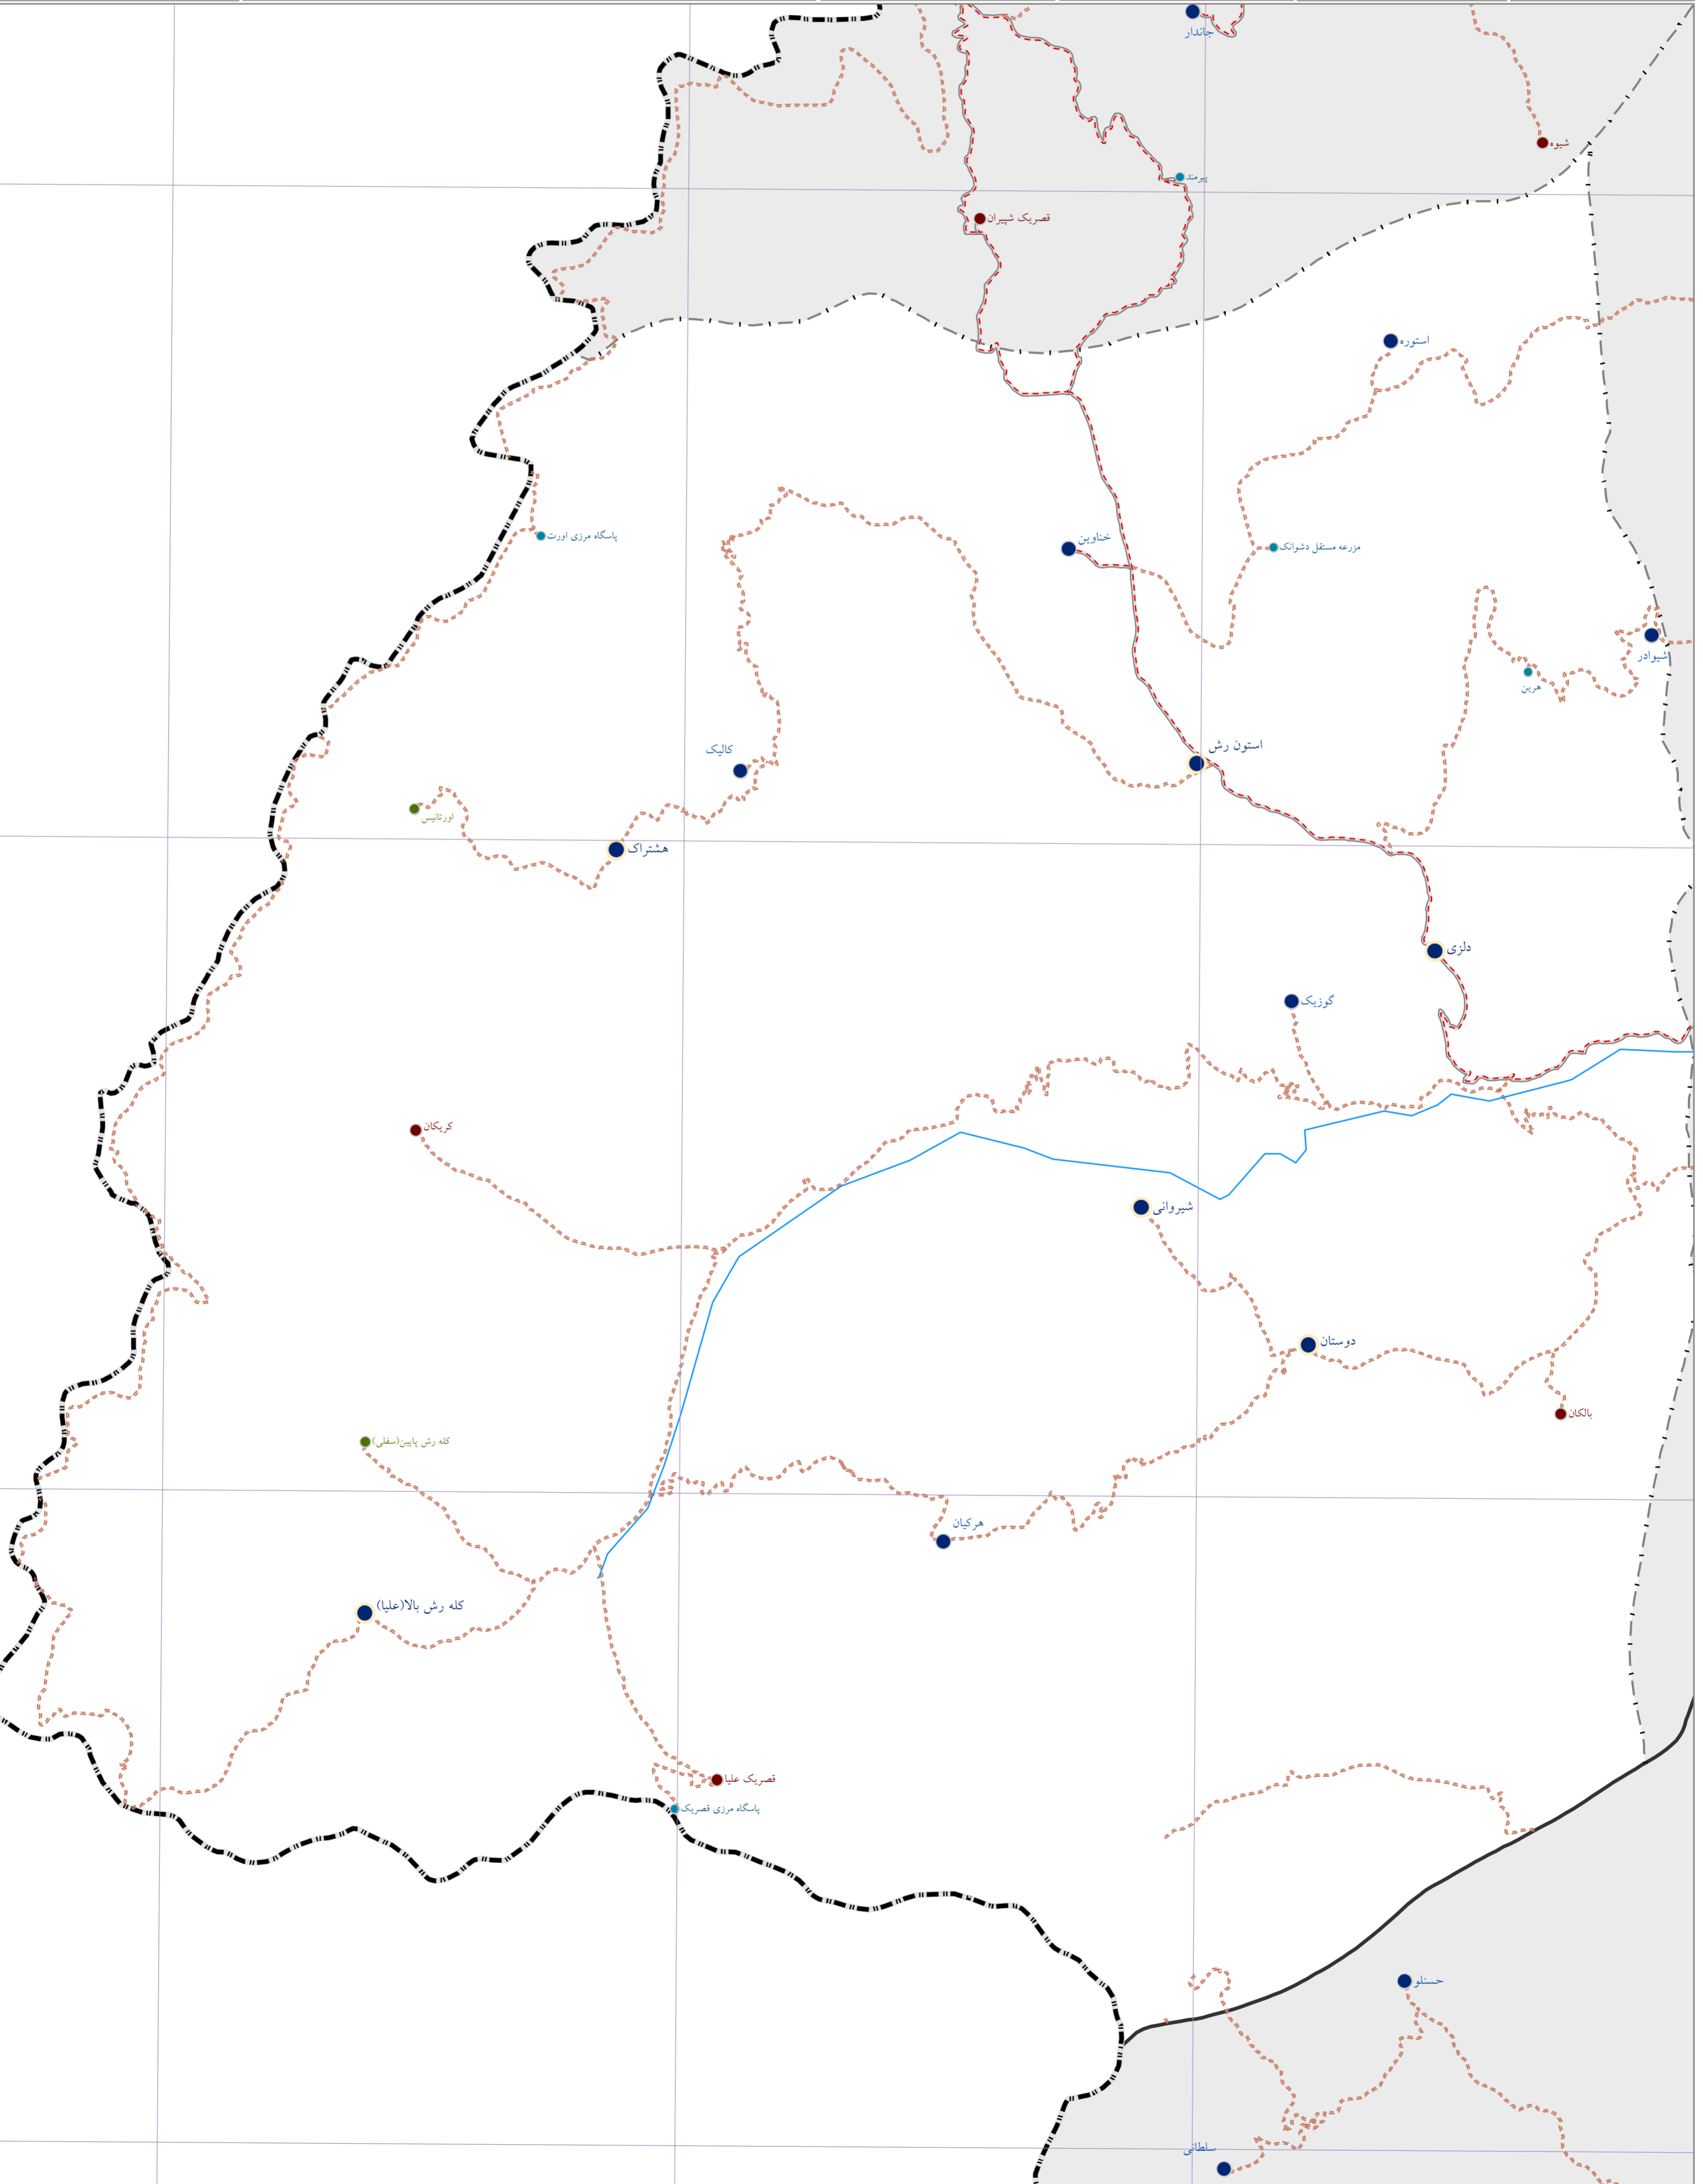 جاندار
شیوه
پیرمند
قصریک شپیران
استوره
پاسگاه مرزی اورت
خناوین
مزرعه مستقل دشوانک
شیوادر
هرین
استون رش
کالیک
اورتانیس
هشتراک
دلزی
گوزیک
کریکان
شیروانی
دوستان
بالکان
کله رش پایین(سفلی)
هرکیان
کله رش بالا(علیا)
قصریک علیا
پاسگاه مرزی قصریک
حسنلو
سلطانی